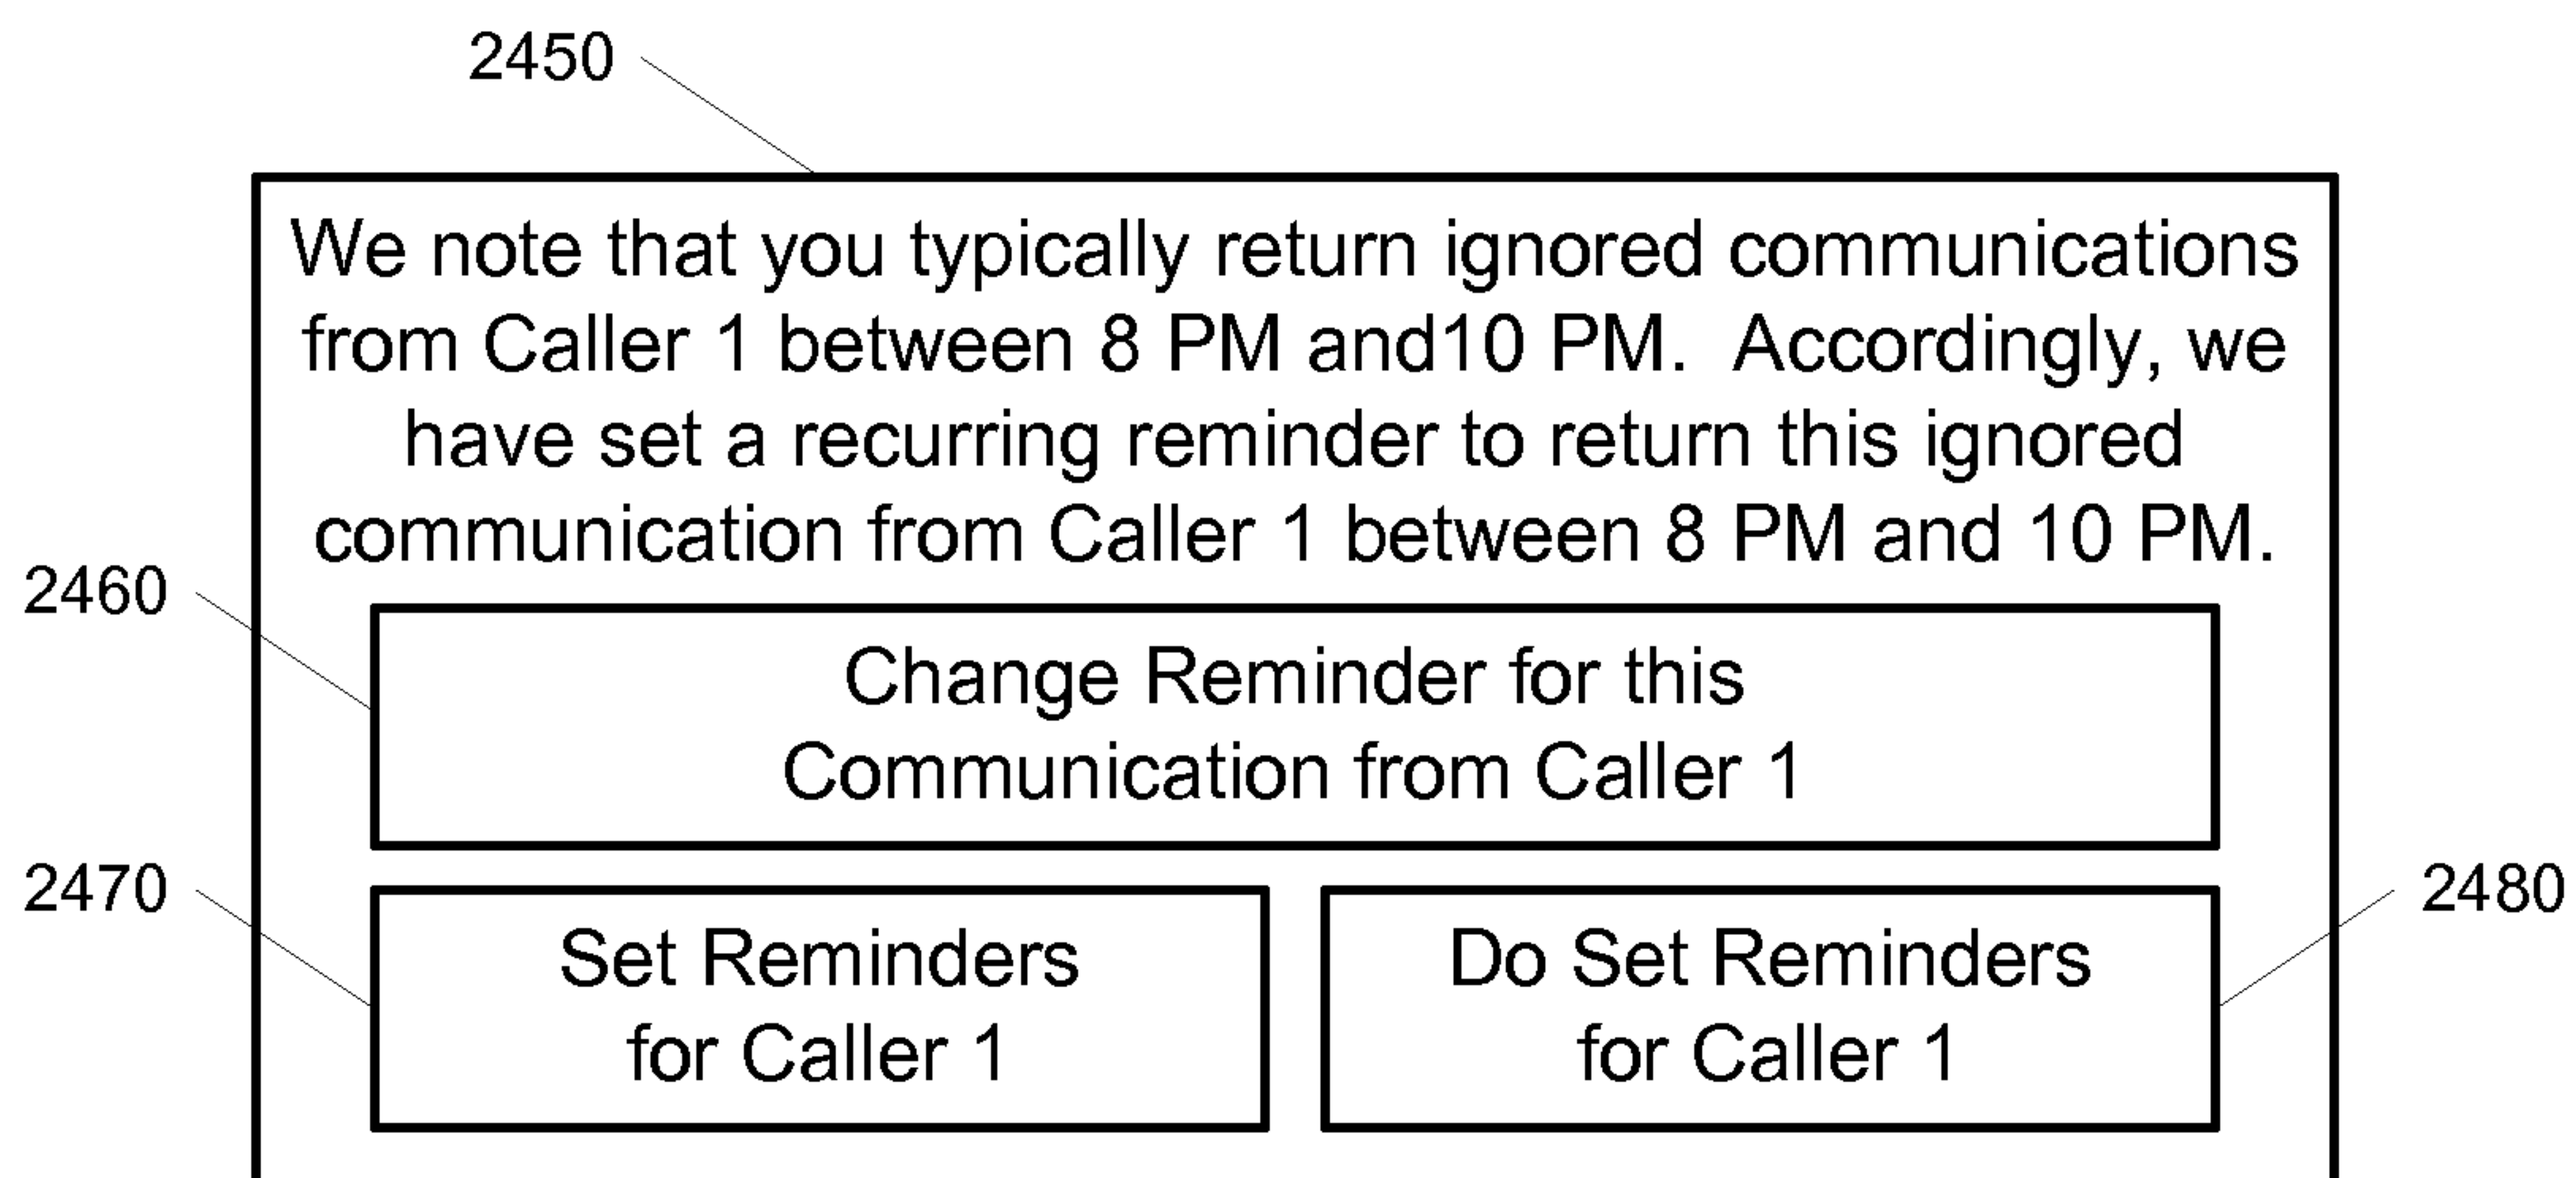 2450
We note that you typically return ignored communications
from Caller 1 between 8 PM and10 PM.  Accordingly, we
have set a recurring reminder to return this ignored
communication from Caller 1 between 8 PM and 10 PM.
2460
Change Reminder for this
Communication from Caller 1
2470
Set Reminders
for Caller 1
Do Set Reminders
for Caller 1
2480